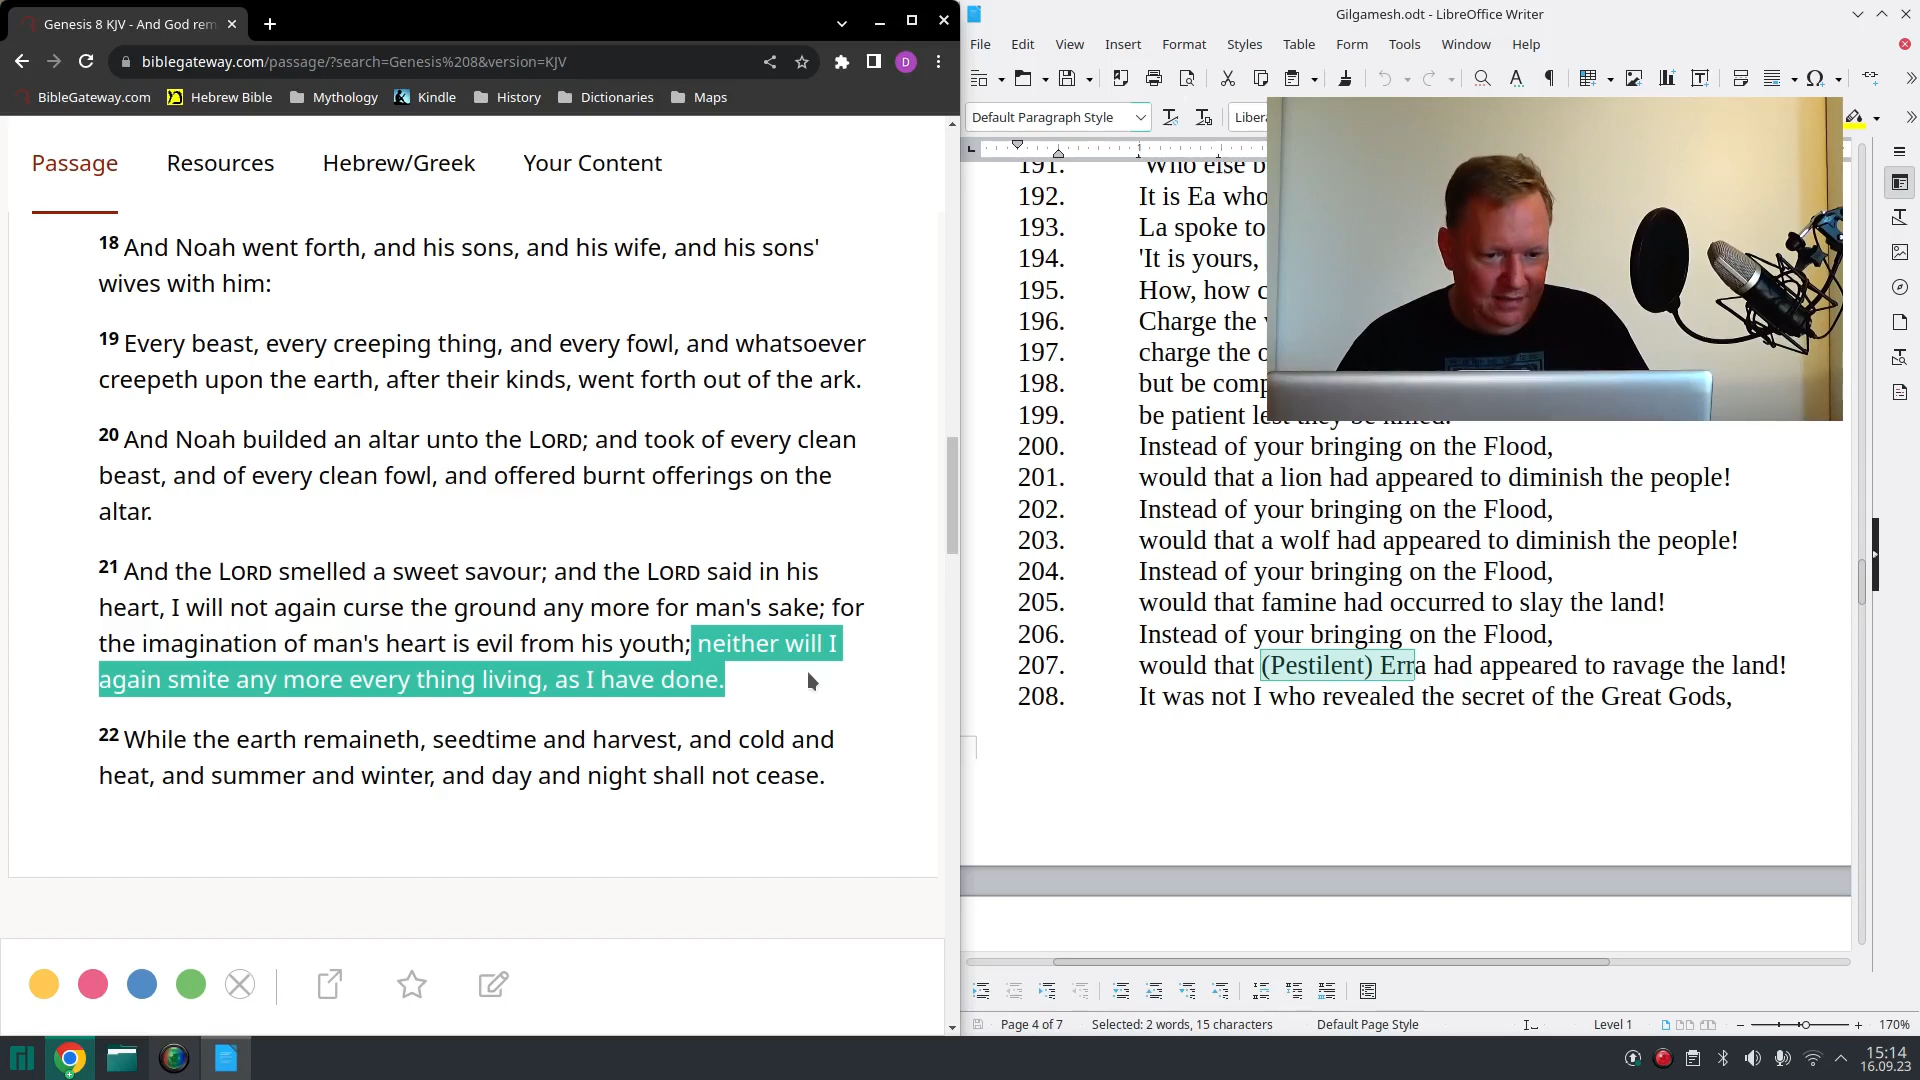 Genesis 8 KJV - And God rem
biblegateway.com/passage/?search=Genesis%208&version=KJV
D
BibleGateway.com Hebrew Bible Mythology Kindle History Dictionaries Maps
Passage Resources Hebrew/Greek Your Content
18 And Noah went forth, and his sons, and his wife, and his sons'
wives with him:
19 Every beast, every creeping thing, and every fowl, and whatsoever
creepeth upon the earth, after their kinds, went forth out of the ark.
20 And Noah builded an altar unto the LORD; and took of every clean
beast, and of every clean fowl, and offered burnt offerings on the
altar.
21 And the LORD smelled a sweet savour; and the LORD said in his
heart, I will not again curse the ground any more for man's sake; for
the imagination of man's heart is evil from his youth; neither will I
again smite any more every thing living, as I have done.
22 While the earth remaineth, seedtime and harvest, and cold and
heat, and summer and winter, and day and night shall not cease.
Gilgamesh.odt - LibreOffice Writer
File Edit View Insert Format Styles Table Form Tools Window Help
Default Paragraph Style Libera
191. 'Who else b
192. It is Ea who
193. La spoke to
194. 'It is yours,
195. How, how c
196. Charge the v
197. charge the o
198. but be comp
199. be patient lest they be killed.
200. Instead of your bringing on the Flood,
201. would that a lion had appeared to diminish the people!
202. Instead of your bringing on the Flood,
203. would that a wolf had appeared to diminish the people!
204. Instead of your bringing on the Flood,
205. would that famine had occurred to slay the land!
206. Instead of your bringing on the Flood,
207. would that (Pestilent) Erra had appeared to ravage the land!
208. It was not I who revealed the secret of the Great Gods,
Page 4 of 7 Selected: 2 words, 15 characters Default Page Style Level 1 170%
15:14
16.09.23